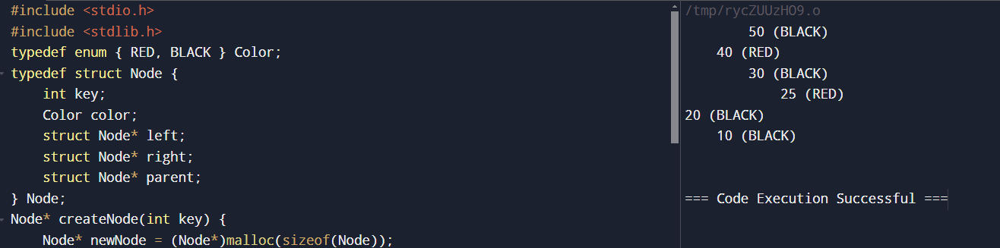 #include <stdio.h>
#include <stdlib.h>
typedef enum { RED, BLACK } Color;
typedef struct Node {
    int key;
    Color color;
    struct Node* left;
    struct Node* right;
    struct Node* parent;
} Node;
Node* createNode(int key) {
    Node* newNode = (Node*)malloc(sizeof(Node));
/tmp/rycZUUzHO9.o
        50 (BLACK)
    40 (RED)
        30 (BLACK)
            25 (RED)
20 (BLACK)
    10 (BLACK)
=== Code Execution Successful ===